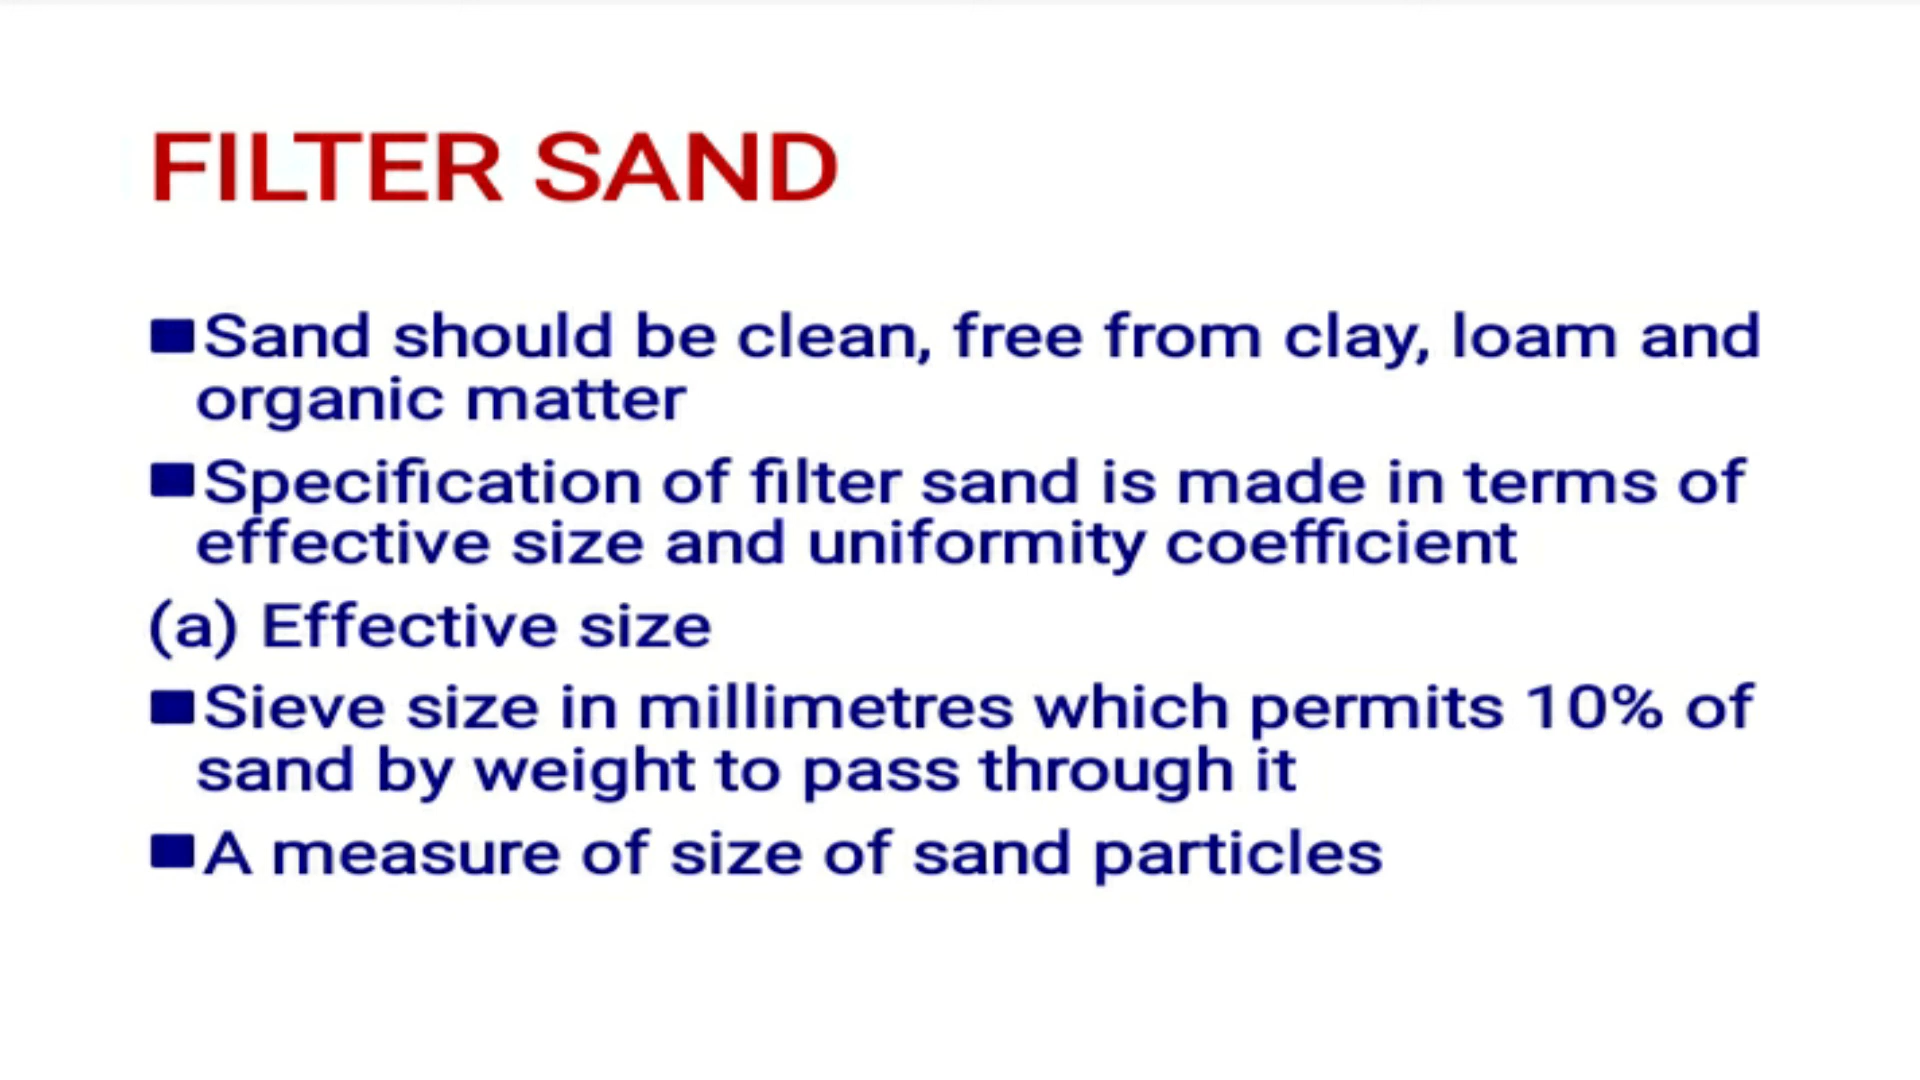 FILTER SAND
■Sand should be clean, free from clay, loam and
organic matter
■Specification of filter sand is made in terms of
effective size and uniformity coefficient
(a) Effective size
■Sieve size in millimetres which permits 10% of
sand by weight to pass through it
■A measure of size of sand particles